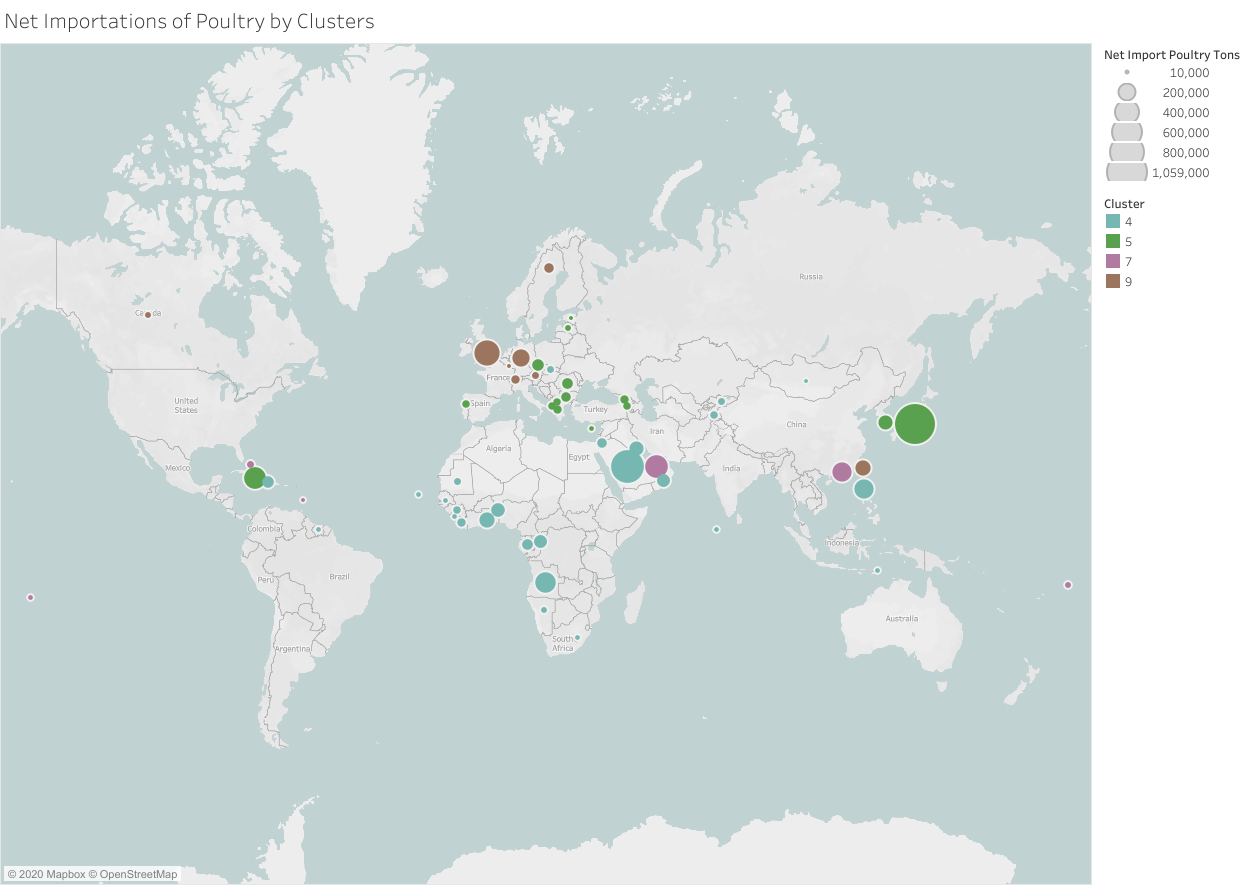 Net Importations of Poultry by Clusters
Net Import Poultry Tons
10,000
200,000
400,000
600,000
800,000
1,059,000
Cluster
4
5
7
9
Russia
Canada
France
Spain
Turkey
United
States
China
Iran
Algeria
Egypt
Mexico
India
Colombia
Indonesia
Peru
Brazil
Australia
South
Africa
Argentina
© 2020 Mapbox © OpenStreetMap